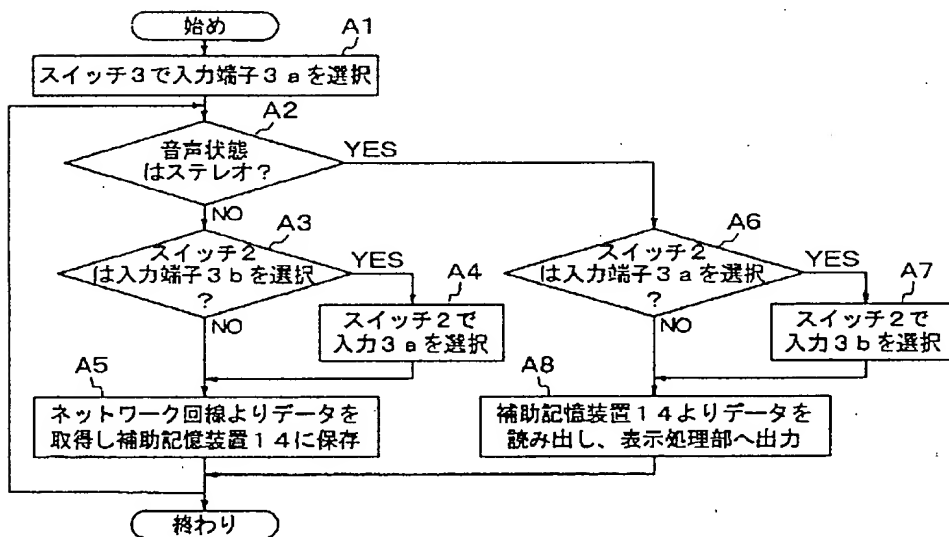 始め
A1
スイッチ3で入力端子3aを選択
A2
音声状態
はステレオ?
YES
NO
A3
スイッチ2
は入力端子3bを選択
?
YES
NO
A4
スイッチ2で
入力3aを選択
A5
ネットワーク回線よりデータを
取得し補助記憶装置14に保存
A6
スイッチ2
は入力端子3aを選択
?
YES
NO
A7
スイッチ2で
入力3bを選択
A8
補助記憶装置14よりデータを
読み出し、表示処理部へ出力
終わり